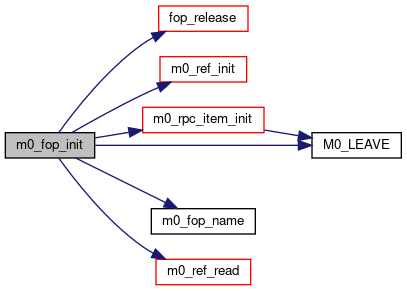 fop_release
m0_ref_init
m0_rpc_item_init
m0_fop_init
M0_LEAVE
m0_fop_name
m0_ref_read